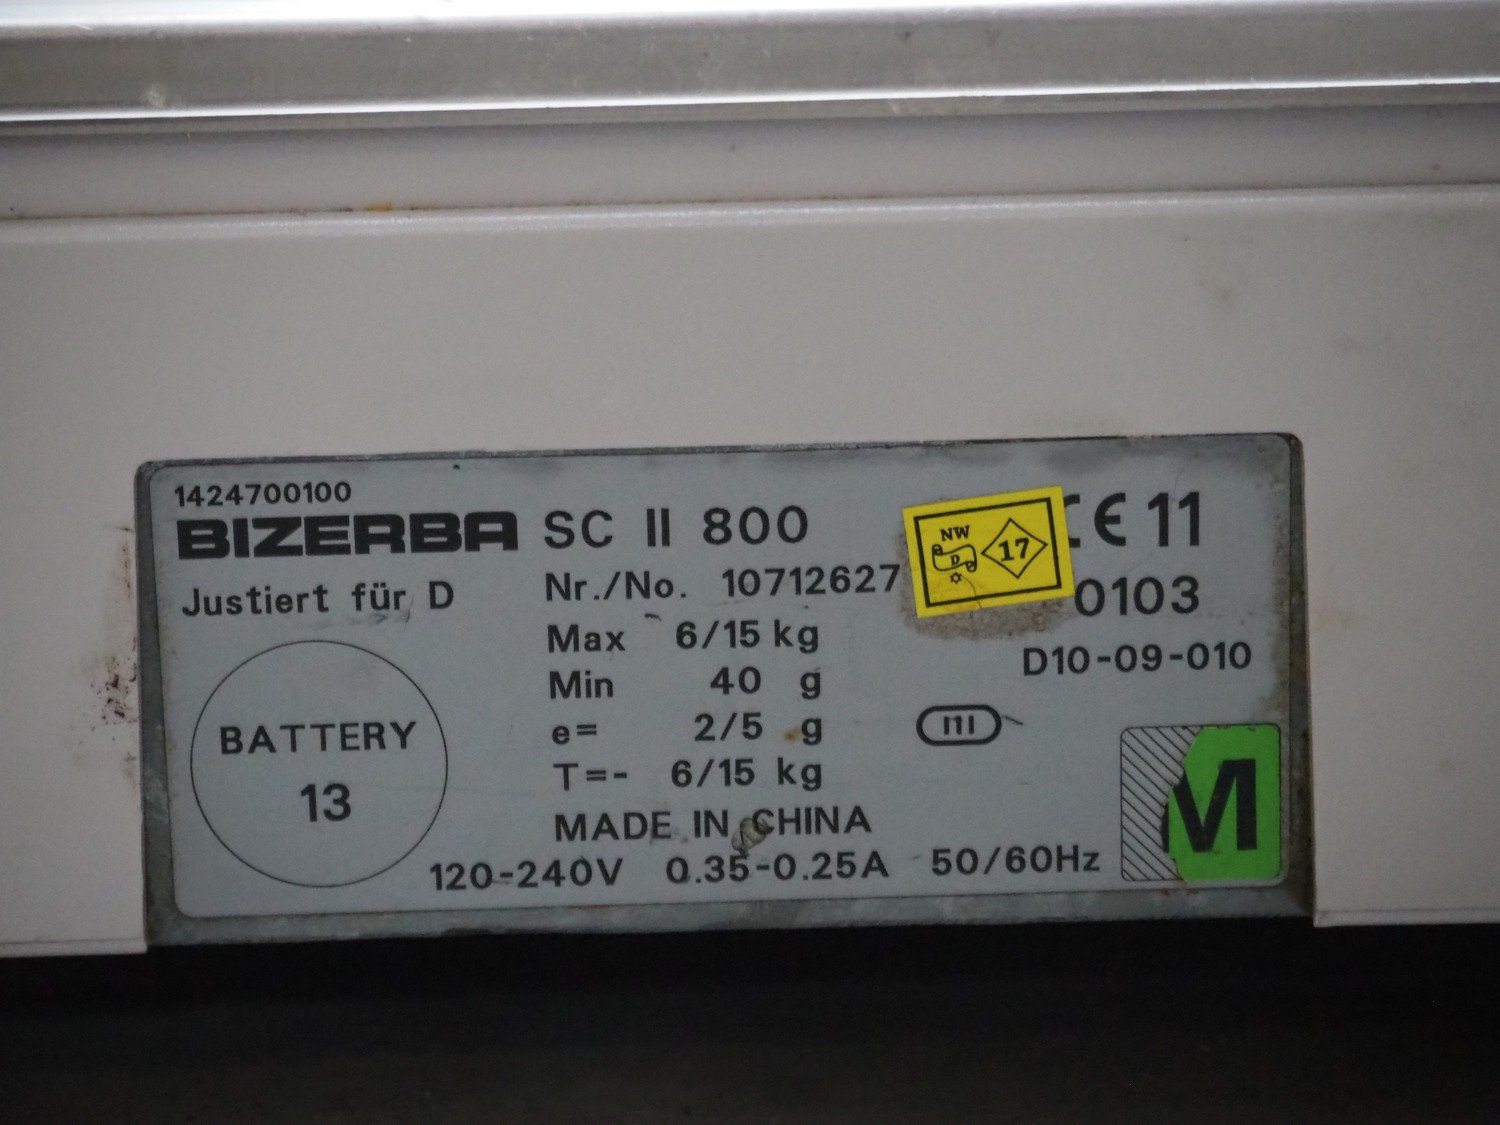 1424700100
BIZERBA SC II 800
Justiert für D
Nr./No. 10712627
Max 6/15 kg
Min 40 g
e= 2/5 g
T=- 6/15 kg
MADE IN CHINA
120-240V 0.35-0.25A 50/60Hz
BATTERY
13
NW
D
17
CE 11
0103
D10-09-010
III
M